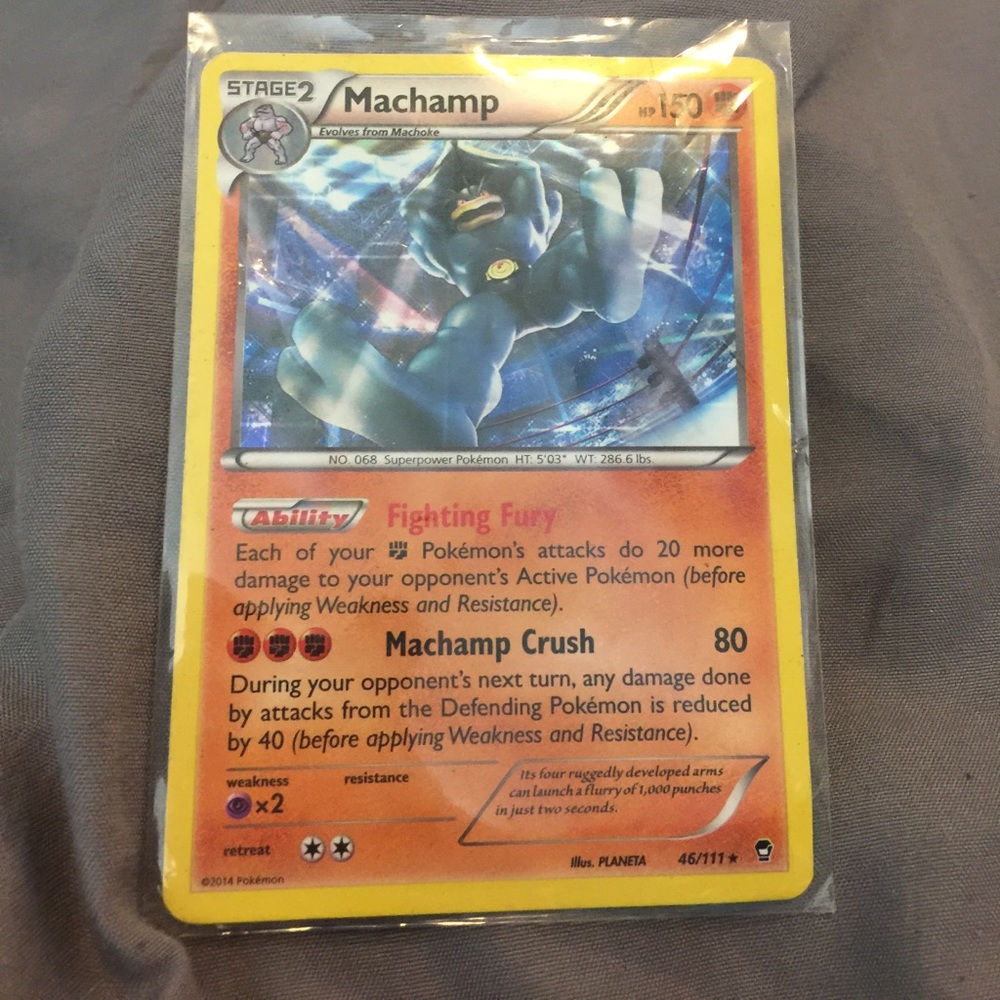 STAGE2 Machamp HP 150
Evolves from Machoke
NO. 068 Superpower Pokémon HT: 5'03" WT: 286.6 lbs.
Ability Fighting Fury
Each of your Pokémon's attacks do 20 more
damage to your opponent's Active Pokémon (before
applying Weakness and Resistance).
Machamp Crush 80
During your opponent's next turn, any damage done
by attacks from the Defending Pokémon is reduced
by 40 (before applying Weakness and Resistance).
weakness resistance
×2
Its four ruggedly developed arms
can launch a flurry of 1,000 punches
in just two seconds.
retreat
Illus. PLANETA 46/111 ★
©2014 Pokémon